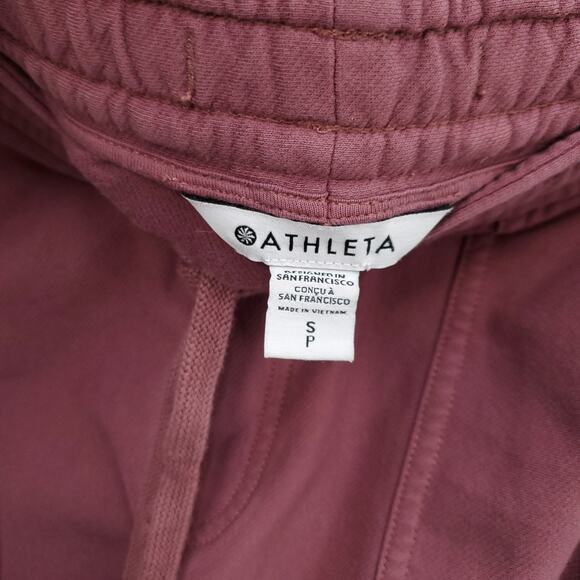 ATHLETA
DESIGNED IN
SAN FRANCISCO
CONÇU À
SAN FRANCISCO
MADE IN VIETNAM
S
P